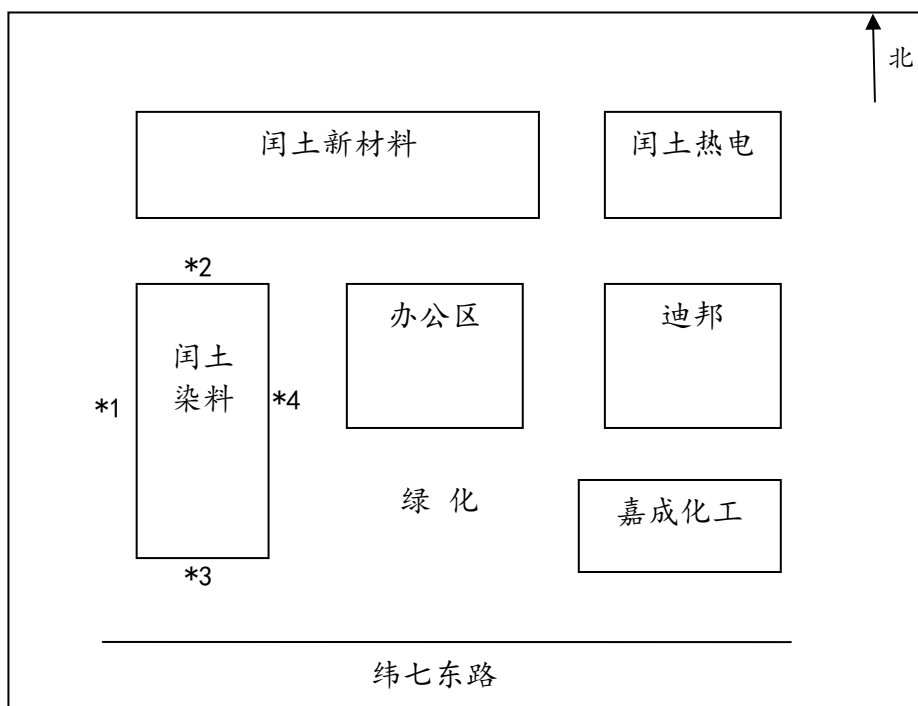 北
闰土新材料
闰土热电
*2
办公区
迪邦
闰土
染料
*1
*4
绿 化
嘉成化工
*3
纬七东路